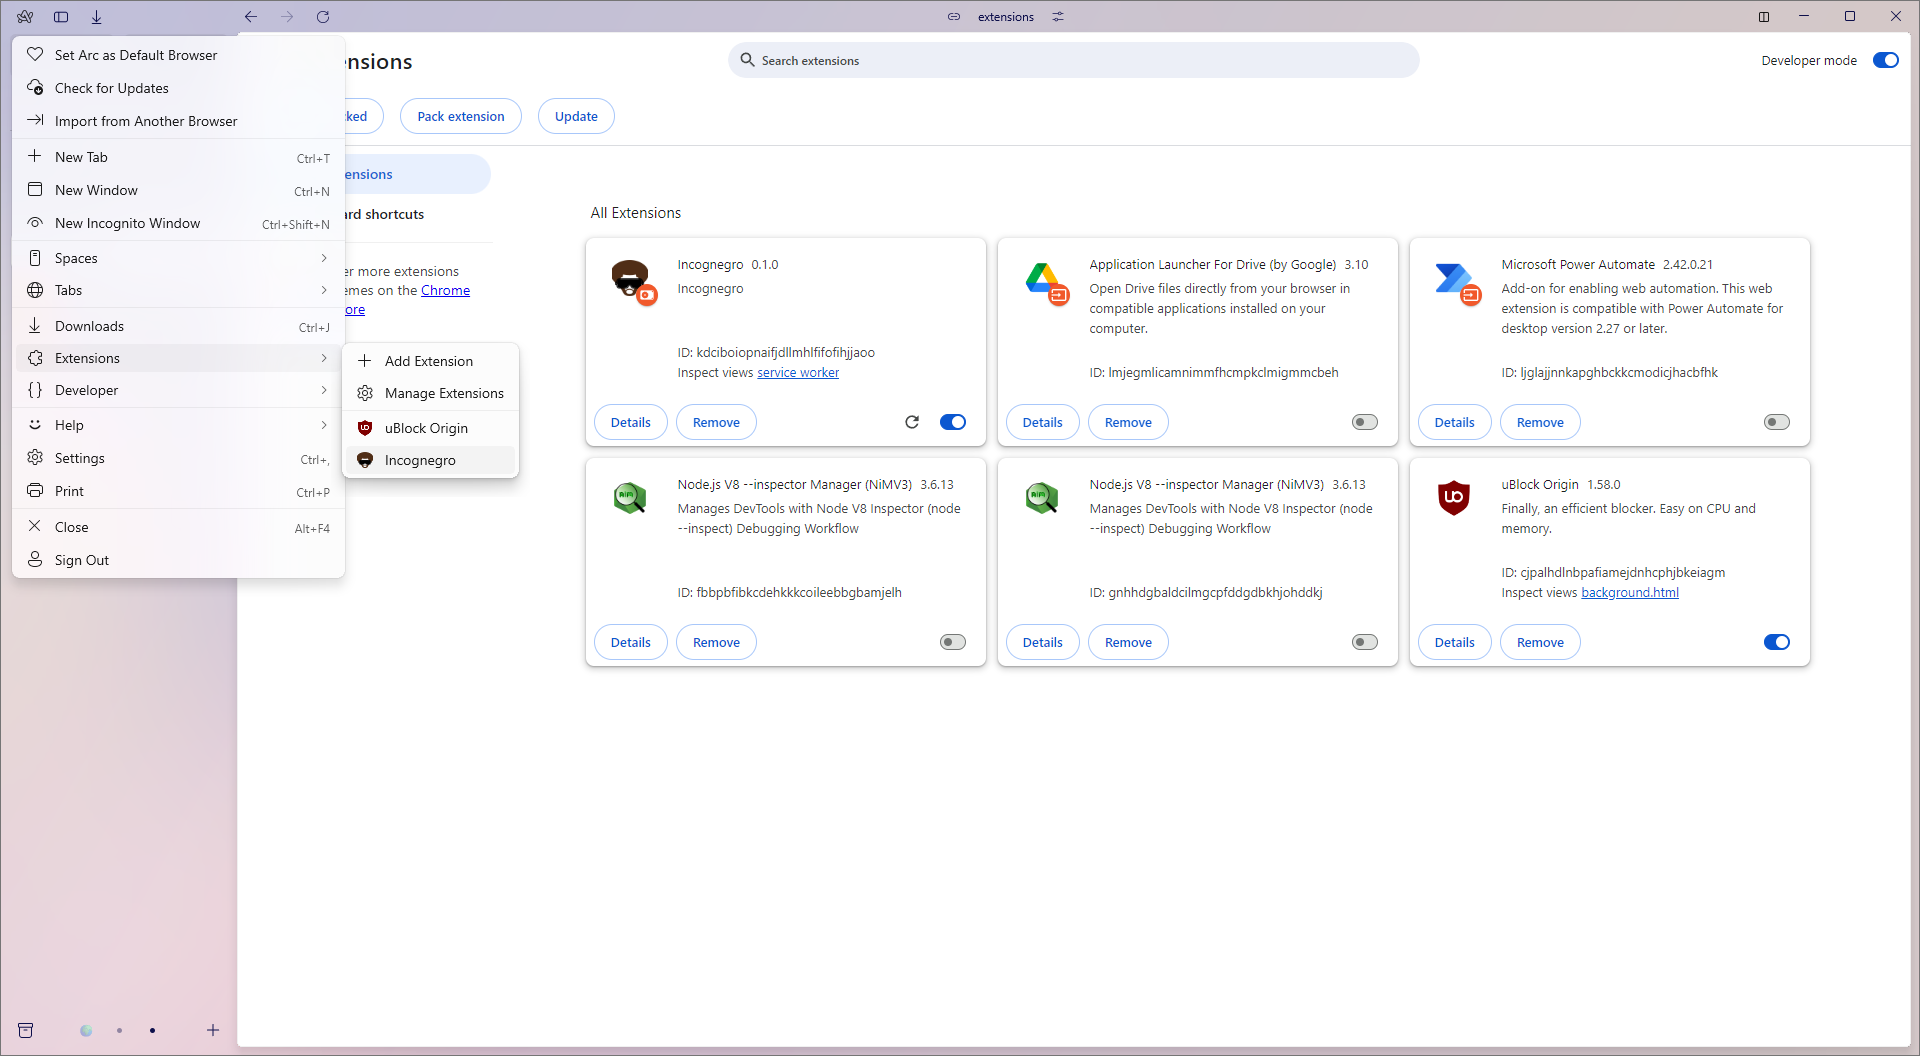 extensions
Set Arc as Default Browser
Check for Updates
Import from Another Browser
New Tab Ctrl+T
New Window Ctrl+N
New Incognito Window Ctrl+Shift+N
Spaces
Tabs
Downloads Ctrl+J
Extensions
Developer
Help
Settings Ctrl+,
Print Ctrl+P
Close Alt+F4
Sign Out
Add Extension
Manage Extensions
uBlock Origin
Incognegro
ensions
Search extensions
Developer mode
ked
Pack extension
Update
ensions
ard shortcuts
er more extensions
emes on the Chrome
ore
All Extensions
Incognegro 0.1.0
Incognegro
ID: kdciboiopnaifjdllmhlfifofihjjaoo
Inspect views service worker
Details
Remove
Application Launcher For Drive (by Google) 3.10
Open Drive files directly from your browser in
compatible applications installed on your
computer.
ID: lmjegmlicamnimmfhcmpkclmigmmcbeh
Details
Remove
Microsoft Power Automate 2.42.0.21
Add-on for enabling web automation. This web
extension is compatible with Power Automate for
desktop version 2.27 or later.
ID: ljglajjnnkapghbckkcmodicjhacbfhk
Details
Remove
Node.js V8 --inspector Manager (NiMV3) 3.6.13
Manages DevTools with Node V8 Inspector (node
--inspect) Debugging Workflow
ID: fbbpbfibkcdehkkkcoileebbgbamjelh
Details
Remove
Node.js V8 --inspector Manager (NiMV3) 3.6.13
Manages DevTools with Node V8 Inspector (node
--inspect) Debugging Workflow
ID: gnhhdgbaldcilmgcpfddgdbkhjohddkj
Details
Remove
uBlock Origin 1.58.0
Finally, an efficient blocker. Easy on CPU and
memory.
ID: cjpalhdlnbpafiamejdnhcphjbkeiagm
Inspect views background.html
Details
Remove